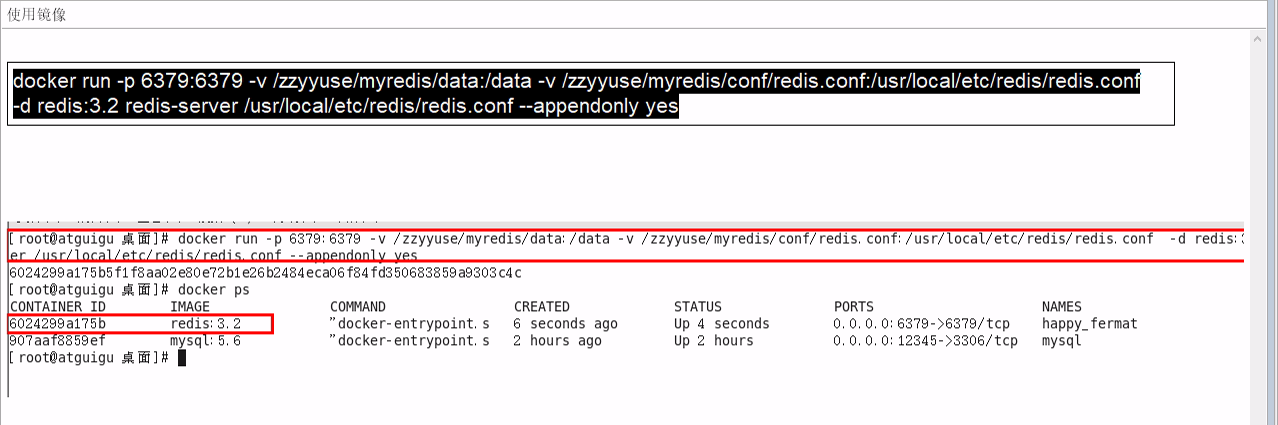 使用镜像
docker run -p 6379:6379 -v /zzyyuse/myredis/data:/data -v /zzyyuse/myredis/conf/redis.conf:/usr/local/etc/redis/redis.conf
-d redis:3.2 redis-server /usr/local/etc/redis/redis.conf --appendonly yes
[root@atguigu 桌面]# docker run -p 6379:6379 -v /zzyyuse/myredis/data:/data -v /zzyyuse/myredis/conf/redis.conf:/usr/local/etc/redis/redis.conf -d redis:
er /usr/local/etc/redis/redis.conf --appendonly yes
6024299a175b5f1f8aa02e80e72b1e26b2484eca06f84fd350683859a9303c4c
[root@atguigu 桌面]# docker ps
CONTAINER ID IMAGE COMMAND CREATED STATUS PORTS NAMES
6024299a175b redis:3.2 "docker-entrypoint.s 6 seconds ago Up 4 seconds 0.0.0.0:6379->6379/tcp happy_fermat
907aaf8859ef mysql:5.6 "docker-entrypoint.s 2 hours ago Up 2 hours 0.0.0.0:12345->3306/tcp mysql
[root@atguigu 桌面]#